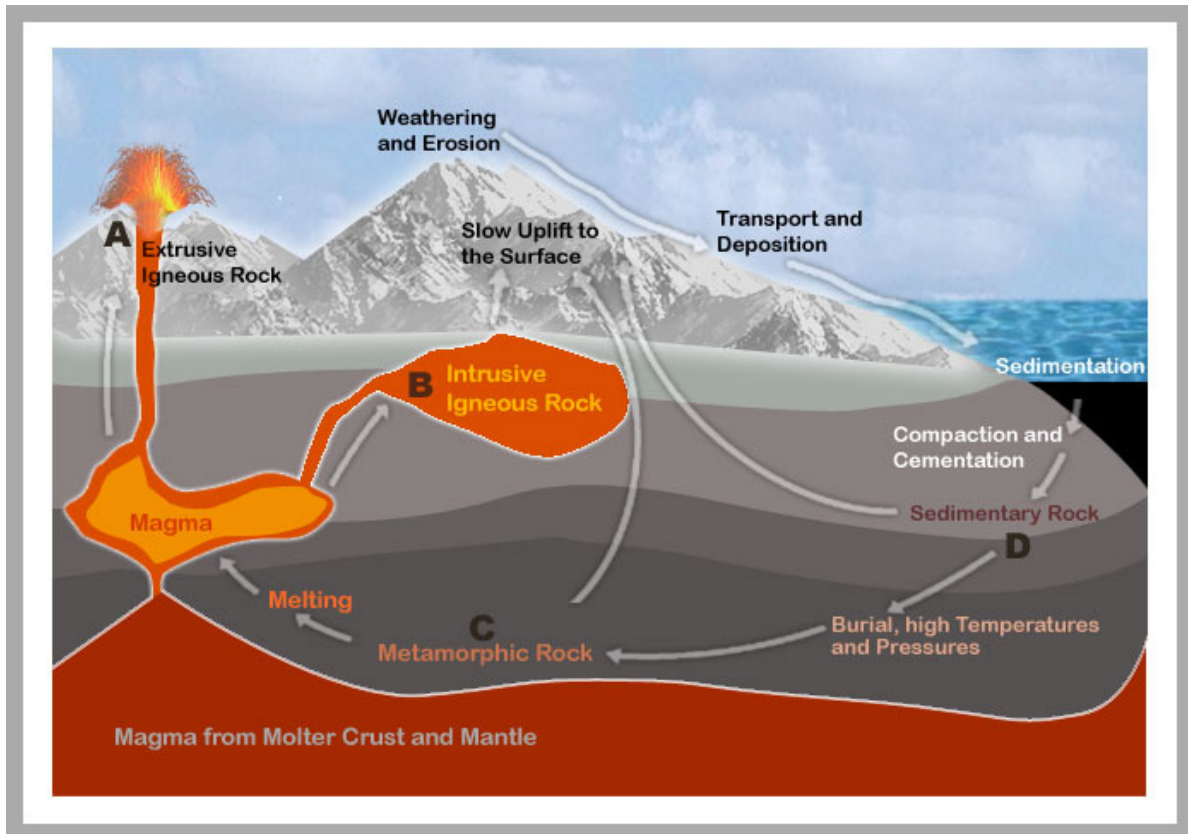 Weathering
and Erosion
A
Extrusive
Igneous Rock
Slow Uplift to
the Surface
Transport and
Deposition
Sedimentation
B
Intrusive
Igneous Rock
Compaction and
Cementation
Magma
Sedimentary Rock
D
Melting
C
Metamorphic Rock
Burial, high Temperatures
and Pressures
Magma from Molter Crust and Mantle